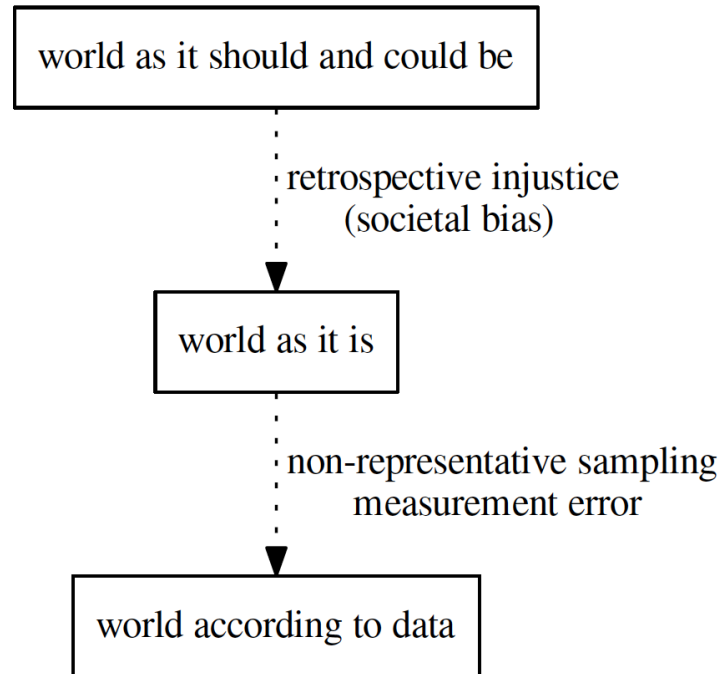 world as it should and could be
retrospective injustice
(societal bias)
world as it is
non-representative sampling
measurement error
world according to data